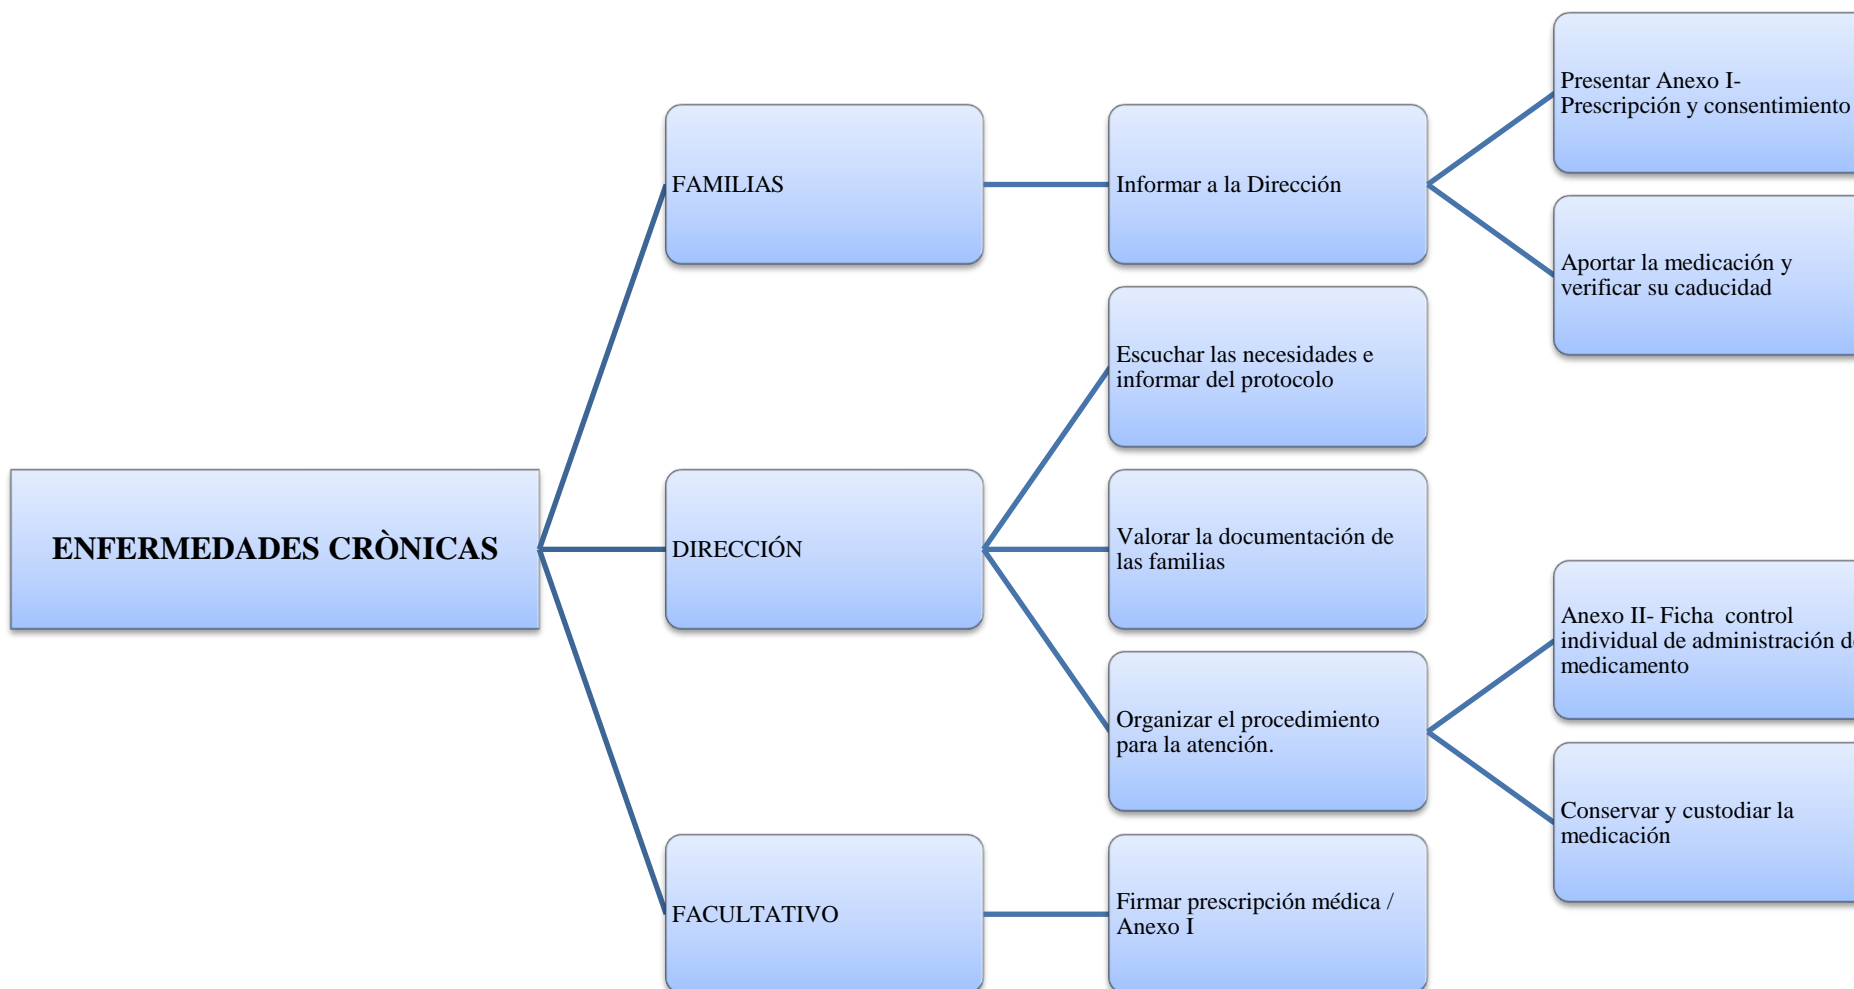 ENFERMEDADES CRÒNICAS
FAMILIAS
Informar a la Dirección
Presentar Anexo I-
Prescripción y consentimiento
Aportar la medicación y
verificar su caducidad
DIRECCIÓN
Escuchar las necesidades e
informar del protocolo
Valorar la documentación de
las familias
Organizar el procedimiento
para la atención.
Anexo II- Ficha control
individual de administración
medicamento
Conservar y custodiar la
medicación
FACULTATIVO
Firmar prescripción médica /
Anexo I